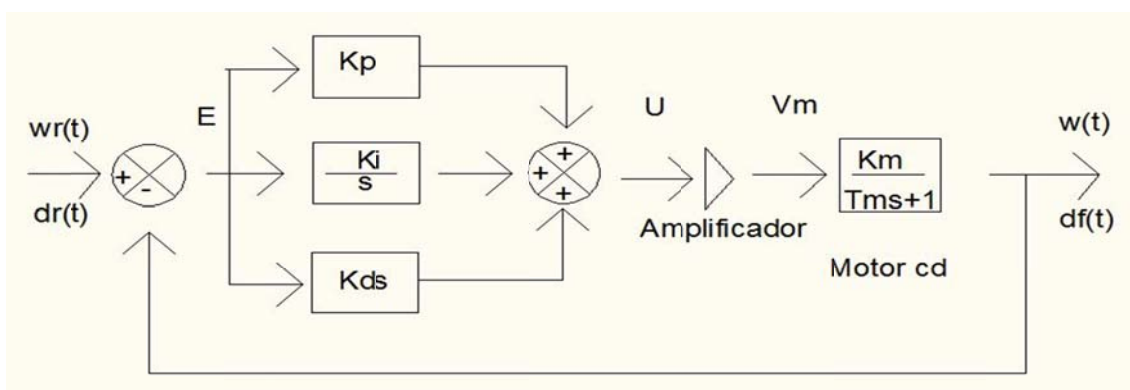 wr(t)
dr(t)
+
-
E
Kp
Ki
s
Kds
+
+
+
U
Amplificador
Vm
Km
Tms+1
Motor cd
w(t)
df(t)